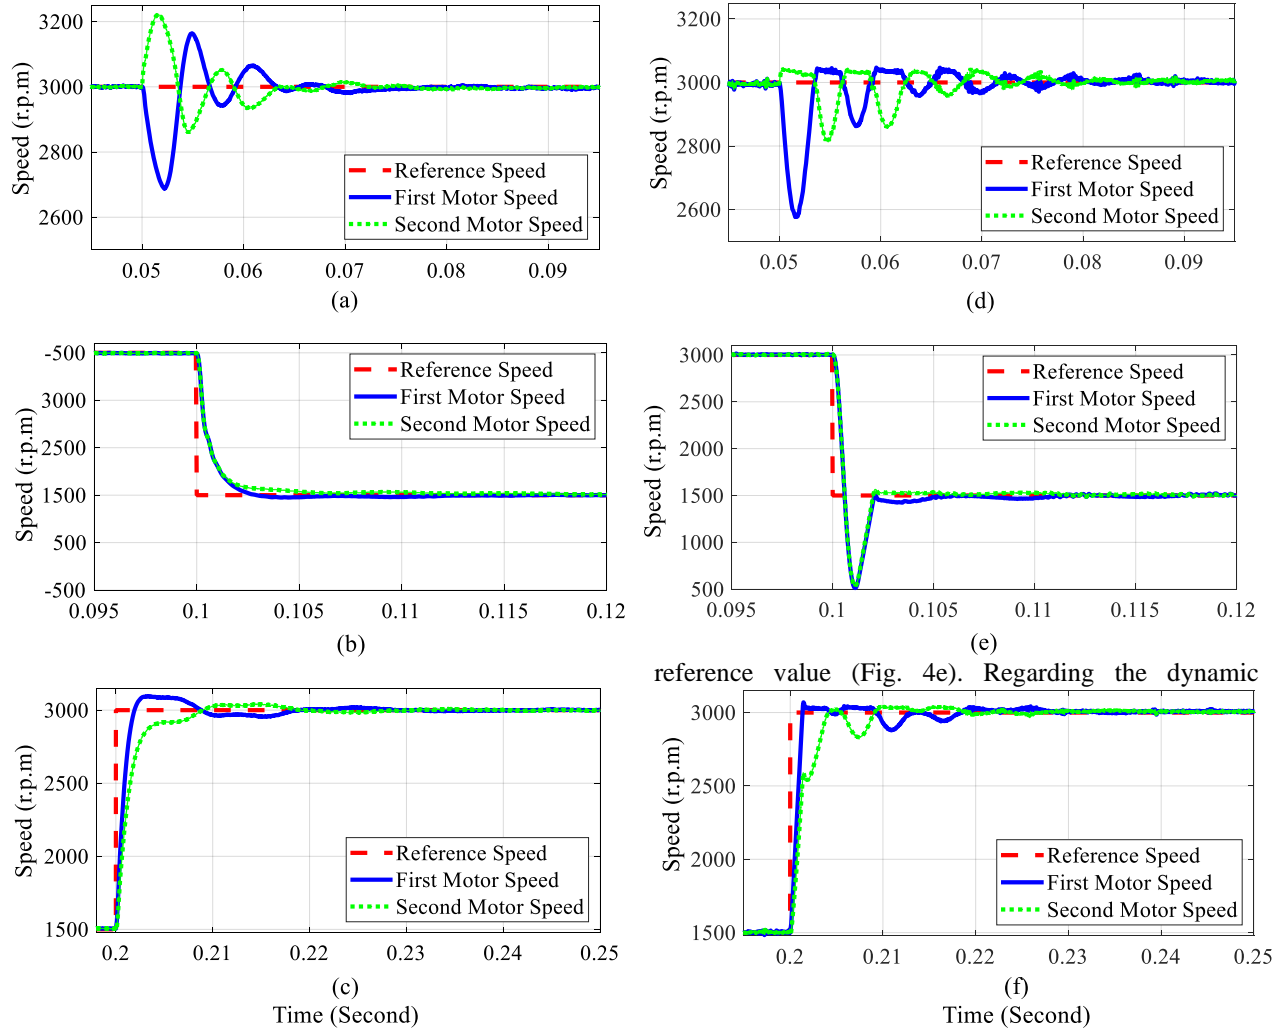 3200
3000
2800
2600
Speed (r.p.m)
Reference Speed
First Motor Speed
Second Motor Speed
0.05
0.06
0.07
0.08
0.09
(a)
3200
3000
2800
2600
Speed (r.p.m)
Reference Speed
First Motor Speed
Second Motor Speed
0.05
0.06
0.07
0.08
0.09
(d)
-500
3000
2500
1500
500
-500
Speed (r.p.m)
Reference Speed
First Motor Speed
Second Motor Speed
0.095
0.1
0.105
0.11
0.115
0.12
(b)
3000
2500
2000
1500
1000
500
Speed (r.p.m)
Reference Speed
First Motor Speed
Second Motor Speed
0.095
0.1
0.105
0.11
0.115
0.12
(e)
reference value (Fig. 4e). Regarding the dynamic
3000
2500
2000
1500
Speed (r.p.m)
Reference Speed
First Motor Speed
Second Motor Speed
0.2
0.21
0.22
0.23
0.24
0.25
(c)
Time (Second)
3000
2500
2000
1500
Speed (r.p.m)
Reference Speed
First Motor Speed
Second Motor Speed
0.2
0.21
0.22
0.23
0.24
0.25
(f)
Time (Second)